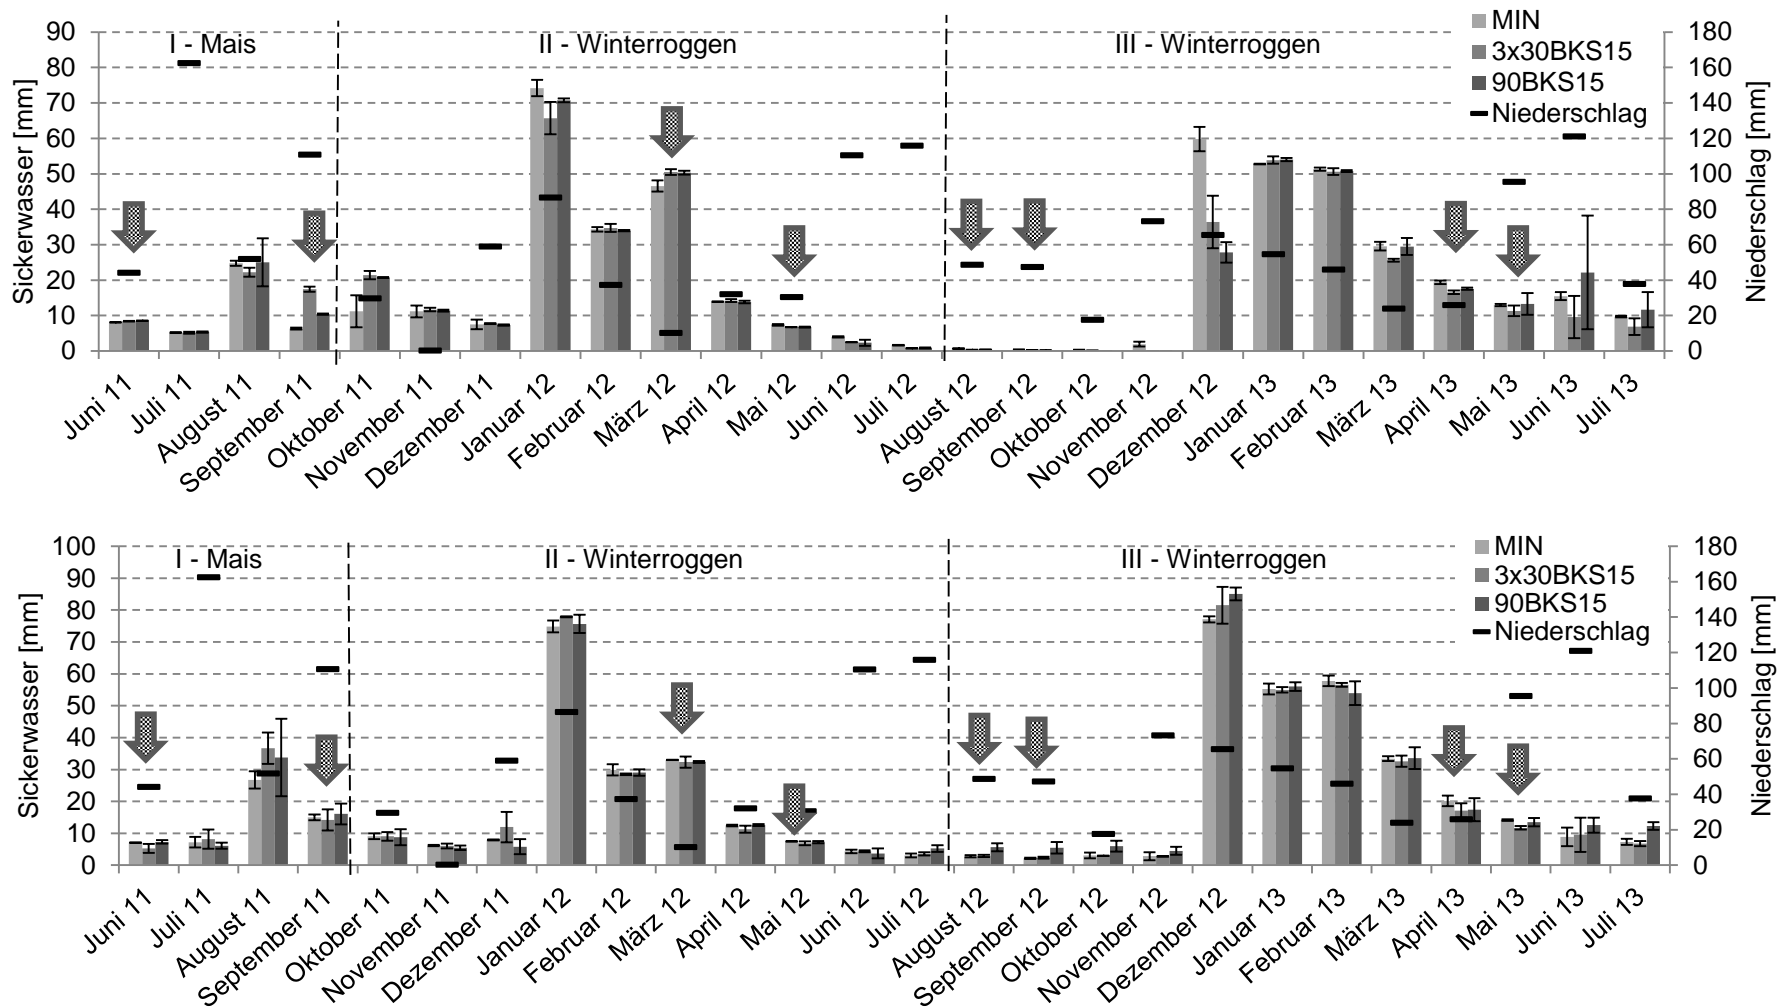 I - Mais
II - Winterroggen
III - Winterroggen
MIN
3x30BKS15
90BKS15
Niederschlag
Sickerwasser [mm]
90
80
70
60
50
40
30
20
10
0
Niederschlag [mm]
180
160
140
120
100
80
60
40
20
0
Juni 11
Juli 11
August 11
September 11
Oktober 11
November 11
Dezember 11
Januar 12
Februar 12
März 12
April 12
Mai 12
Juni 12
Juli 12
August 12
September 12
Oktober 12
November 12
Dezember 12
Januar 13
Februar 13
März 13
April 13
Mai 13
Juni 13
Juli 13
I - Mais
II - Winterroggen
III - Winterroggen
MIN
3x30BKS15
90BKS15
Niederschlag
Sickerwasser [mm]
100
90
80
70
60
50
40
30
20
10
0
Niederschlag [mm]
180
160
140
120
100
80
60
40
20
0
Juni 11
Juli 11
August 11
September 11
Oktober 11
November 11
Dezember 11
Januar 12
Februar 12
März 12
April 12
Mai 12
Juni 12
Juli 12
August 12
September 12
Oktober 12
November 12
Dezember 12
Januar 13
Februar 13
März 13
April 13
Mai 13
Juni 13
Juli 13